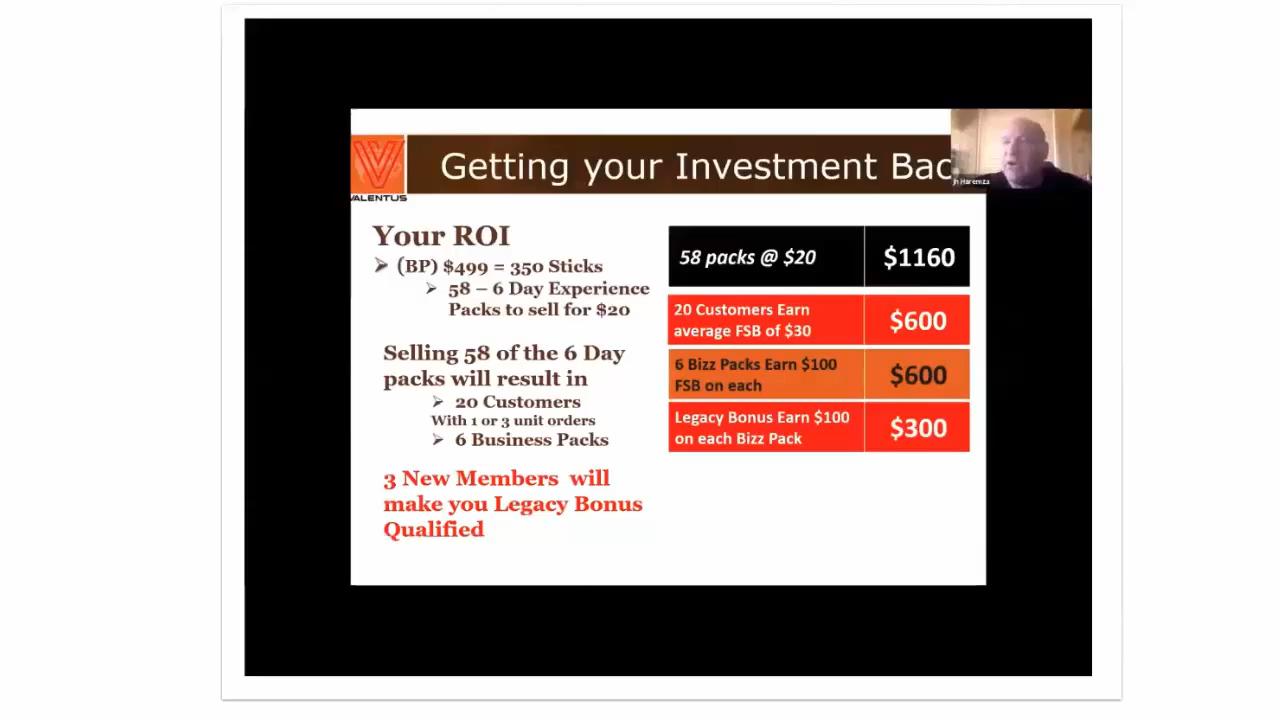 Getting your Investment Bac
VALENTUS
Your ROI
(BP) $499 = 350 Sticks
58 – 6 Day Experience
Packs to sell for $20
Selling 58 of the 6 Day
packs will result in
20 Customers
With 1 or 3 unit orders
6 Business Packs
3 New Members will
make you Legacy Bonus
Qualified
58 packs @ $20 $1160
20 Customers Earn
average FSB of $30 $600
6 Bizz Packs Earn $100
FSB on each $600
Legacy Bonus Earn $100
on each Bizz Pack $300
Haremza